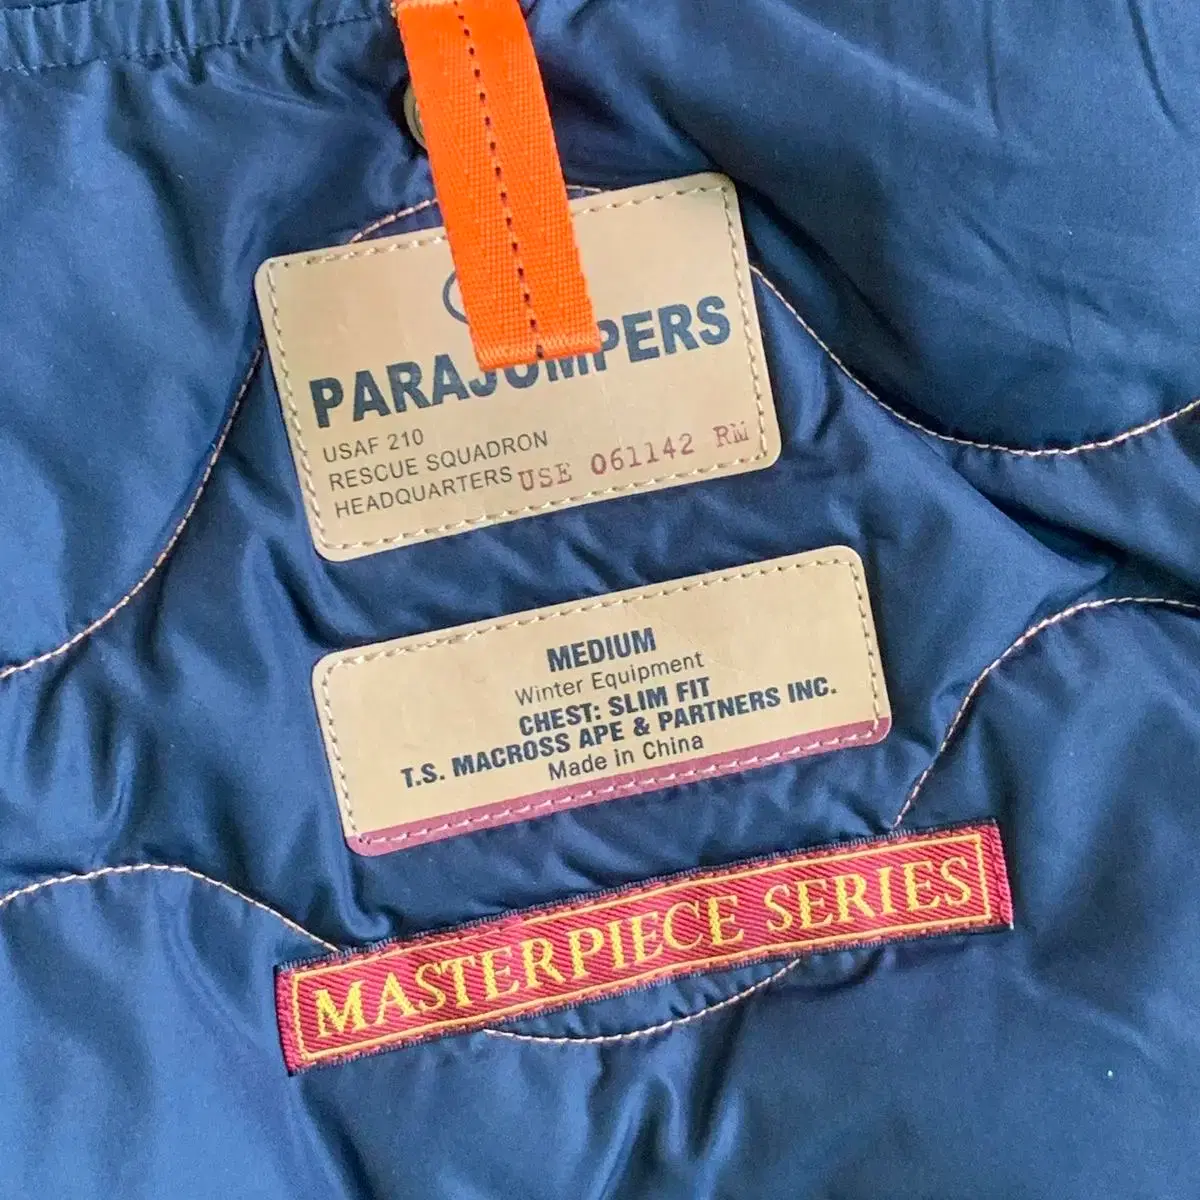 PARAJUMPERS
USAF 210
RESCUE SQUADRON
HEADQUARTERS USE 061142 RM
MEDIUM
Winter Equipment
CHEST: SLIM FIT
T.S. MACROSS APE & PARTNERS INC.
Made in China
MASTERPIECE SERIES